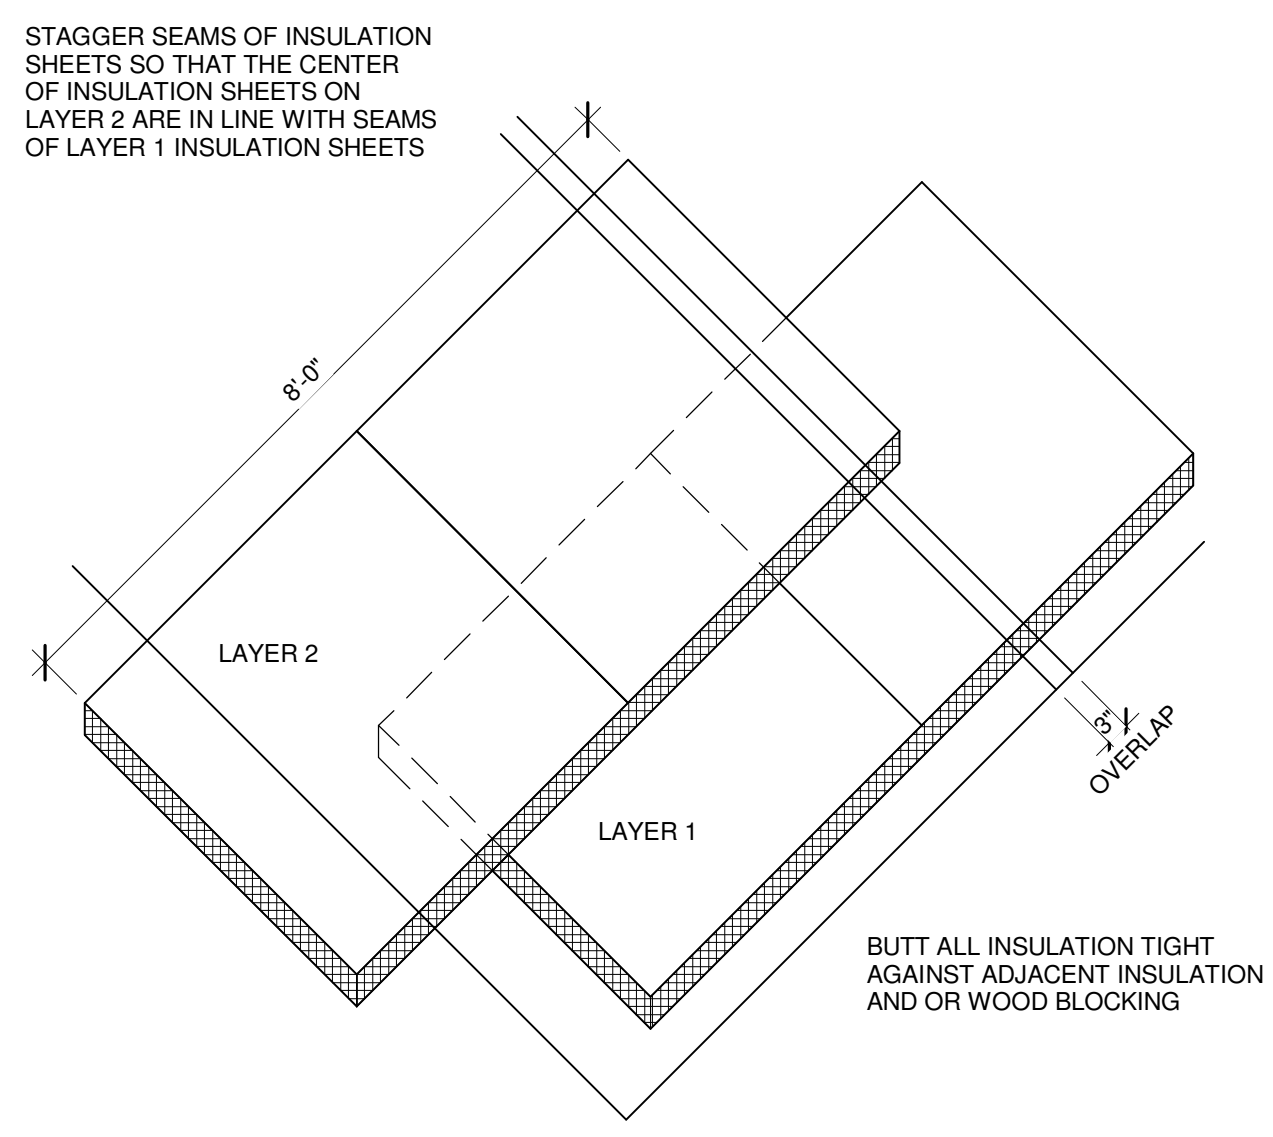 STAGGER SEAMS OF INSULATION
SHEETS SO THAT THE CENTER
OF INSULATION SHEETS ON
LAYER 2 ARE IN LINE WITH SEAMS
OF LAYER 1 INSULATION SHEETS
8'-0"
LAYER 2
3"
OVERLAP
LAYER 1
BUTT ALL INSULATION TIGHT
AGAINST ADJACENT INSULATION
AND OR WOOD BLOCKING